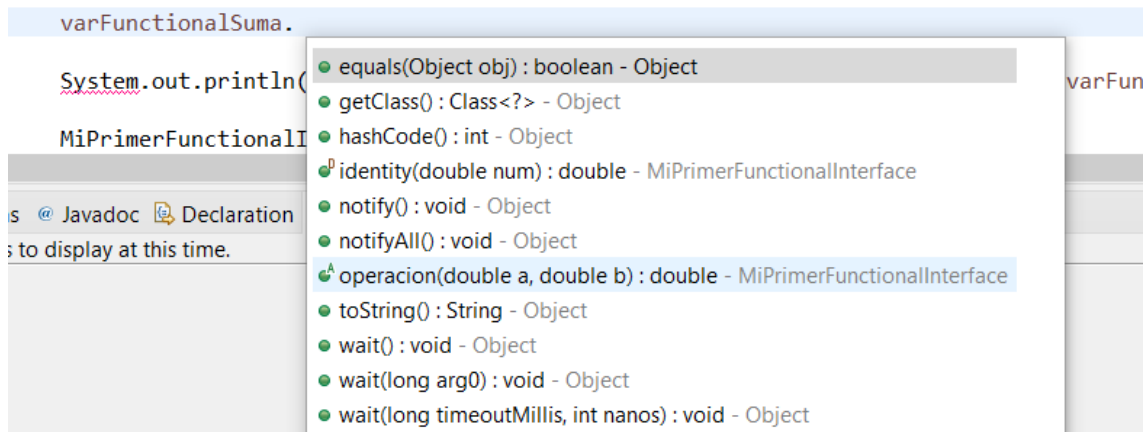 varFunctionalSuma.
equals(Object obj) : boolean - Object
System.out.println(
varFun
getClass() : Class<?> - Object
MiPrimerFunctionalI
hashCode() : int - Object
identity(double num) : double - MiPrimerFunctionalInterface
notify() : void - Object
@ Javadoc Declaration
notifyAll() : void - Object
to display at this time.
operacion(double a, double b) : double - MiPrimerFunctionalInterface
toString() : String - Object
wait() : void - Object
wait(long arg0) : void - Object
wait(long timeoutMillis, int nanos) : void - Object